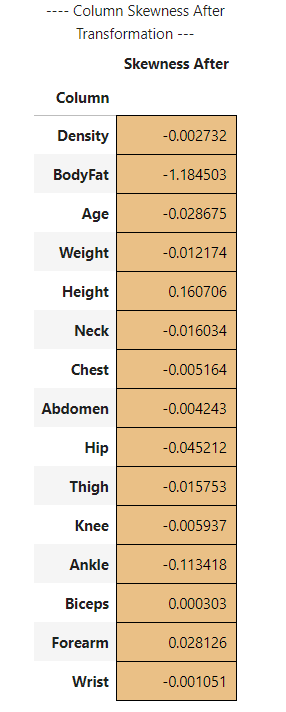 ---- Column Skewness After
Transformation ---
Skewness After
Column
Density -0.002732
BodyFat -1.184503
Age -0.028675
Weight -0.012174
Height 0.160706
Neck -0.016034
Chest -0.005164
Abdomen -0.004243
Hip -0.045212
Thigh -0.015753
Knee -0.005937
Ankle -0.113418
Biceps 0.000303
Forearm 0.028126
Wrist -0.001051